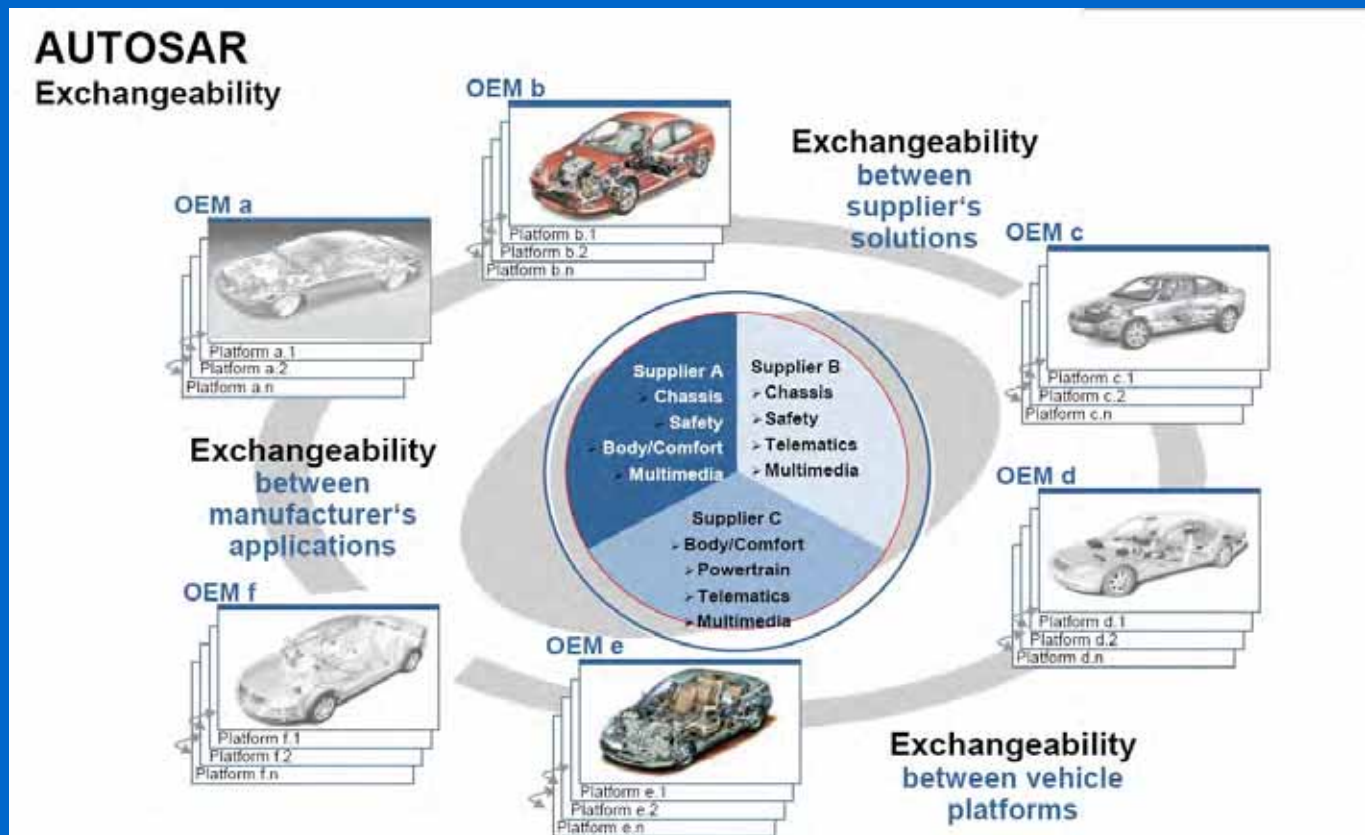 AUTOSAR
Exchangeability
OEM b
Platform b.1
Platform b.2
Platform b.n
Exchangeability
between
supplier's
solutions
OEM a
Platform a.1
Platform a.2
Platform a.n
OEM c
Platform c.1
Platform c.2
Platform c.n
Supplier A
Chassis
Safety
Body/Comfort
Multimedia
Supplier B
➢ Chassis
➢ Safety
➢ Telematics
➢ Multimedia
Supplier C
➢ Body/Comfort
➢ Powertrain
➢ Telematics
➢ Multimedia
Exchangeability
between
manufacturer's
applications
OEM d
Platform d.1
Platform d.2
Platform d.n
OEM f
Platform f.1
Platform f.2
Platform f.n
OEM e
Platform e.1
Platform e.2
Platform e.n
Exchangeability
between vehicle
platforms